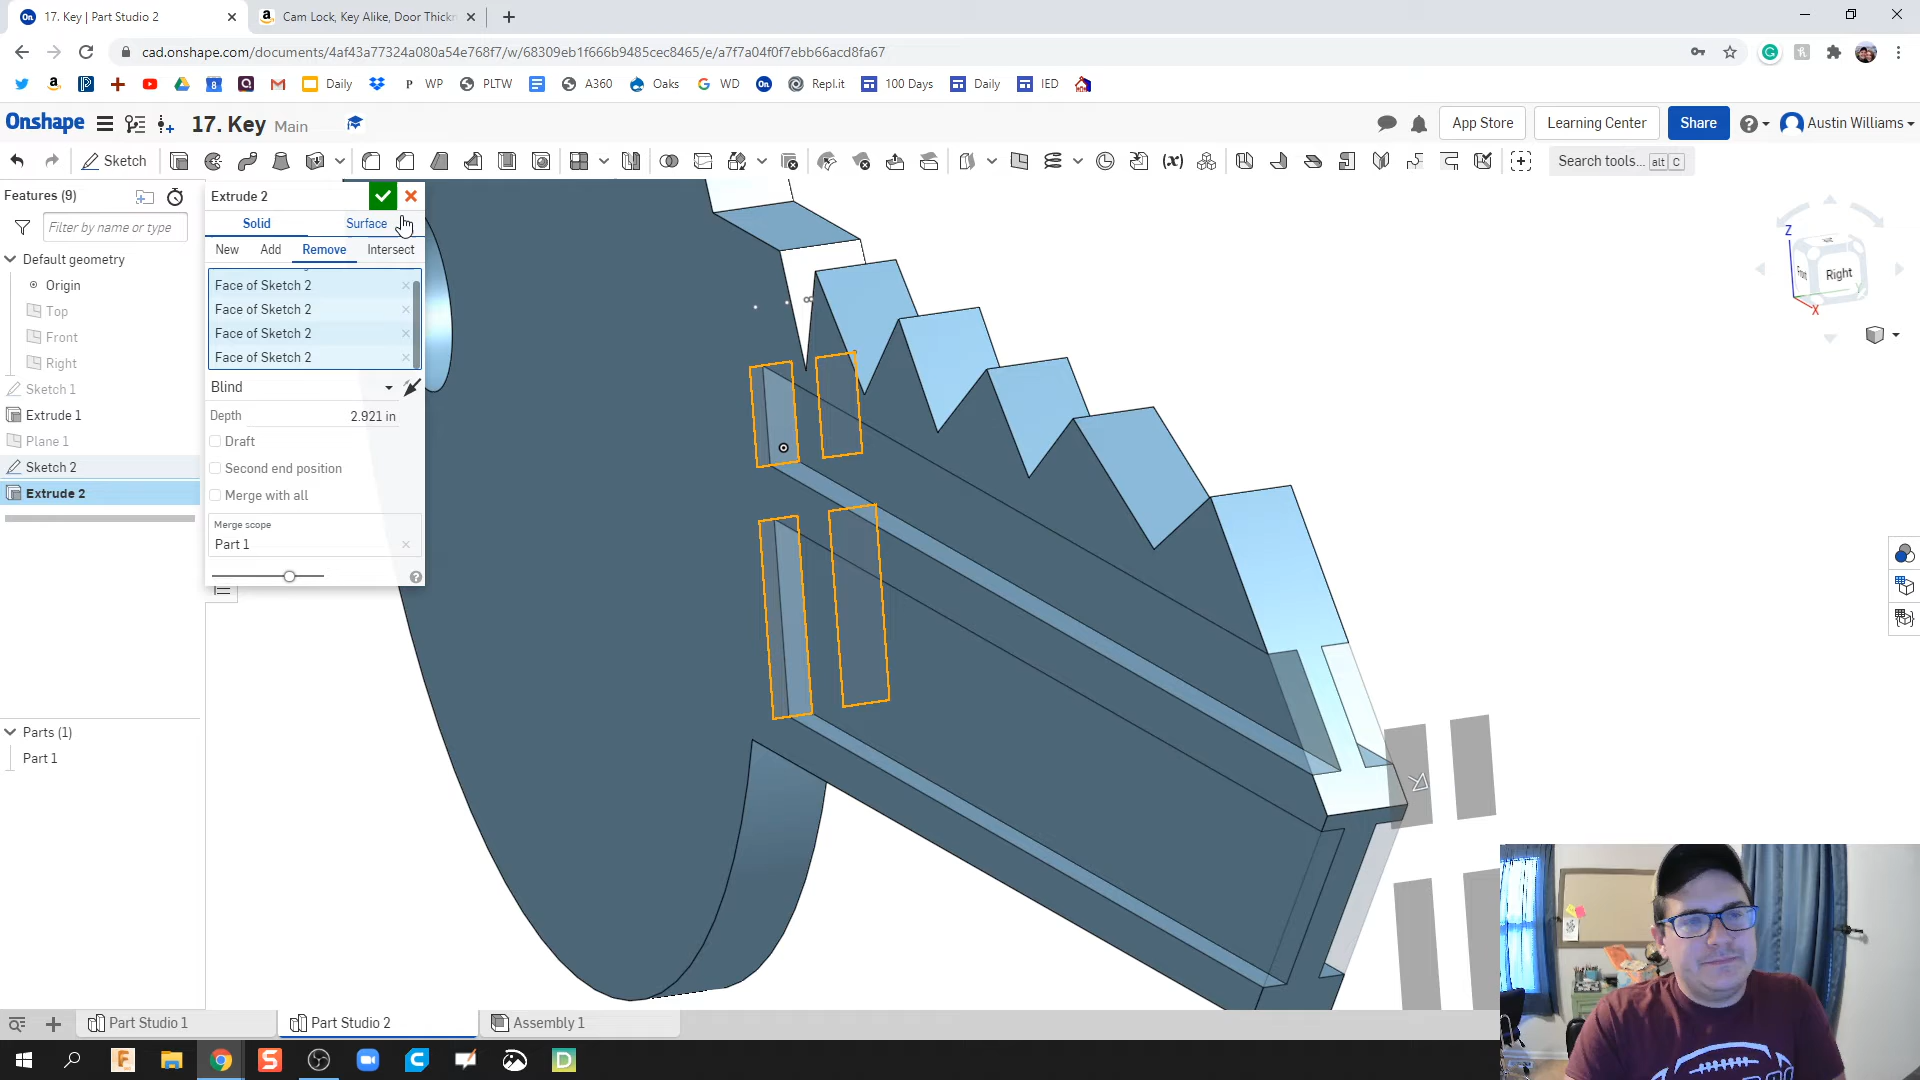 17. Key | Part Studio 2
Cam Lock, Key Alike, Door Thickn
cad.onshape.com/documents/4af43a77324a080a54e768f7/w/68309eb1f666b9485cec8465/e/a7f7a04f0f7ebb66acd8fa67
Daily
WP
PLTW
A360
Oaks
WD
Repl.it
100 Days
Daily
IED
Onshape
17. Key Main
App Store
Learning Center
Share
Austin Williams
Sketch
Search tools... alt C
Features (9)
Filter by name or type
Default geometry
Origin
Top
Front
Right
Sketch 1
Extrude 1
Plane 1
Sketch 2
Extrude 2
Parts (1)
Part 1
Extrude 2
Solid
Surface
New
Add
Remove
Intersect
Face of Sketch 2
Face of Sketch 2
Face of Sketch 2
Face of Sketch 2
Blind
Depth
2.921 in
Draft
Second end position
Merge with all
Merge scope
Part 1
Z
Front
Right
Y
X
Part Studio 1
Part Studio 2
Assembly 1